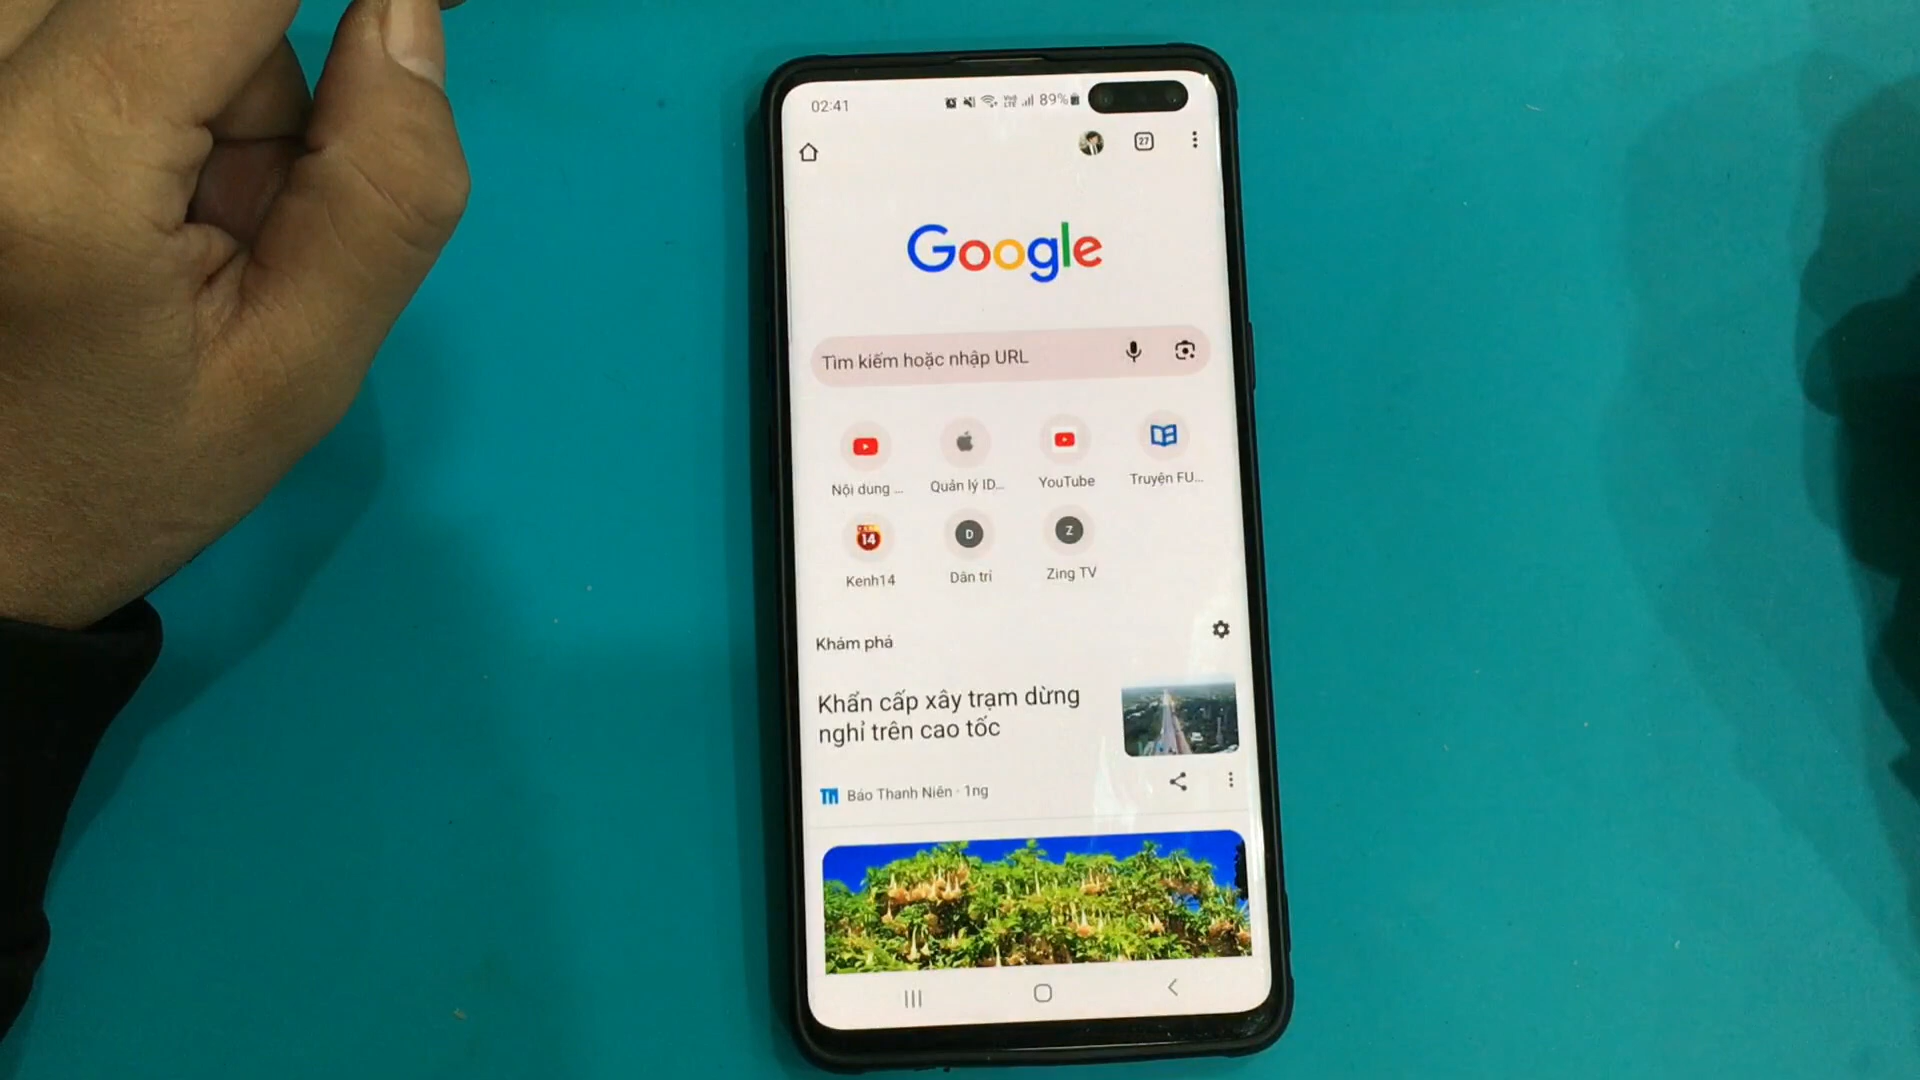 02:41
89%
27
Google
Tìm kiếm hoặc nhập URL
Nội dung ...
Quản lý ID...
YouTube
Truyện FU...
14
D
Z
Kenh14
Dân trí
Zing TV
Khám phá
Khẩn cấp xây trạm dừng
nghỉ trên cao tốc
TN Báo Thanh Niên · 1ng